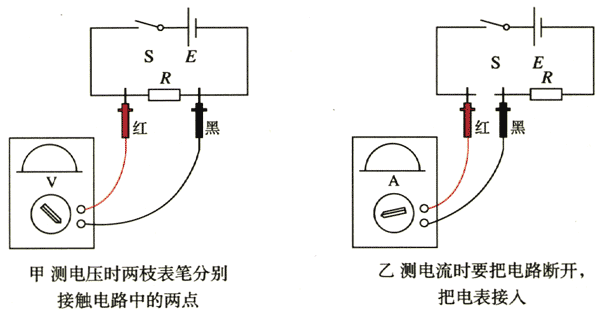 S E
R
红 黑
V
甲 测电压时两枝表笔分别
接触电路中的两点
S E
R
红 黑
A
乙 测电流时要把电路断开，
把电表接入